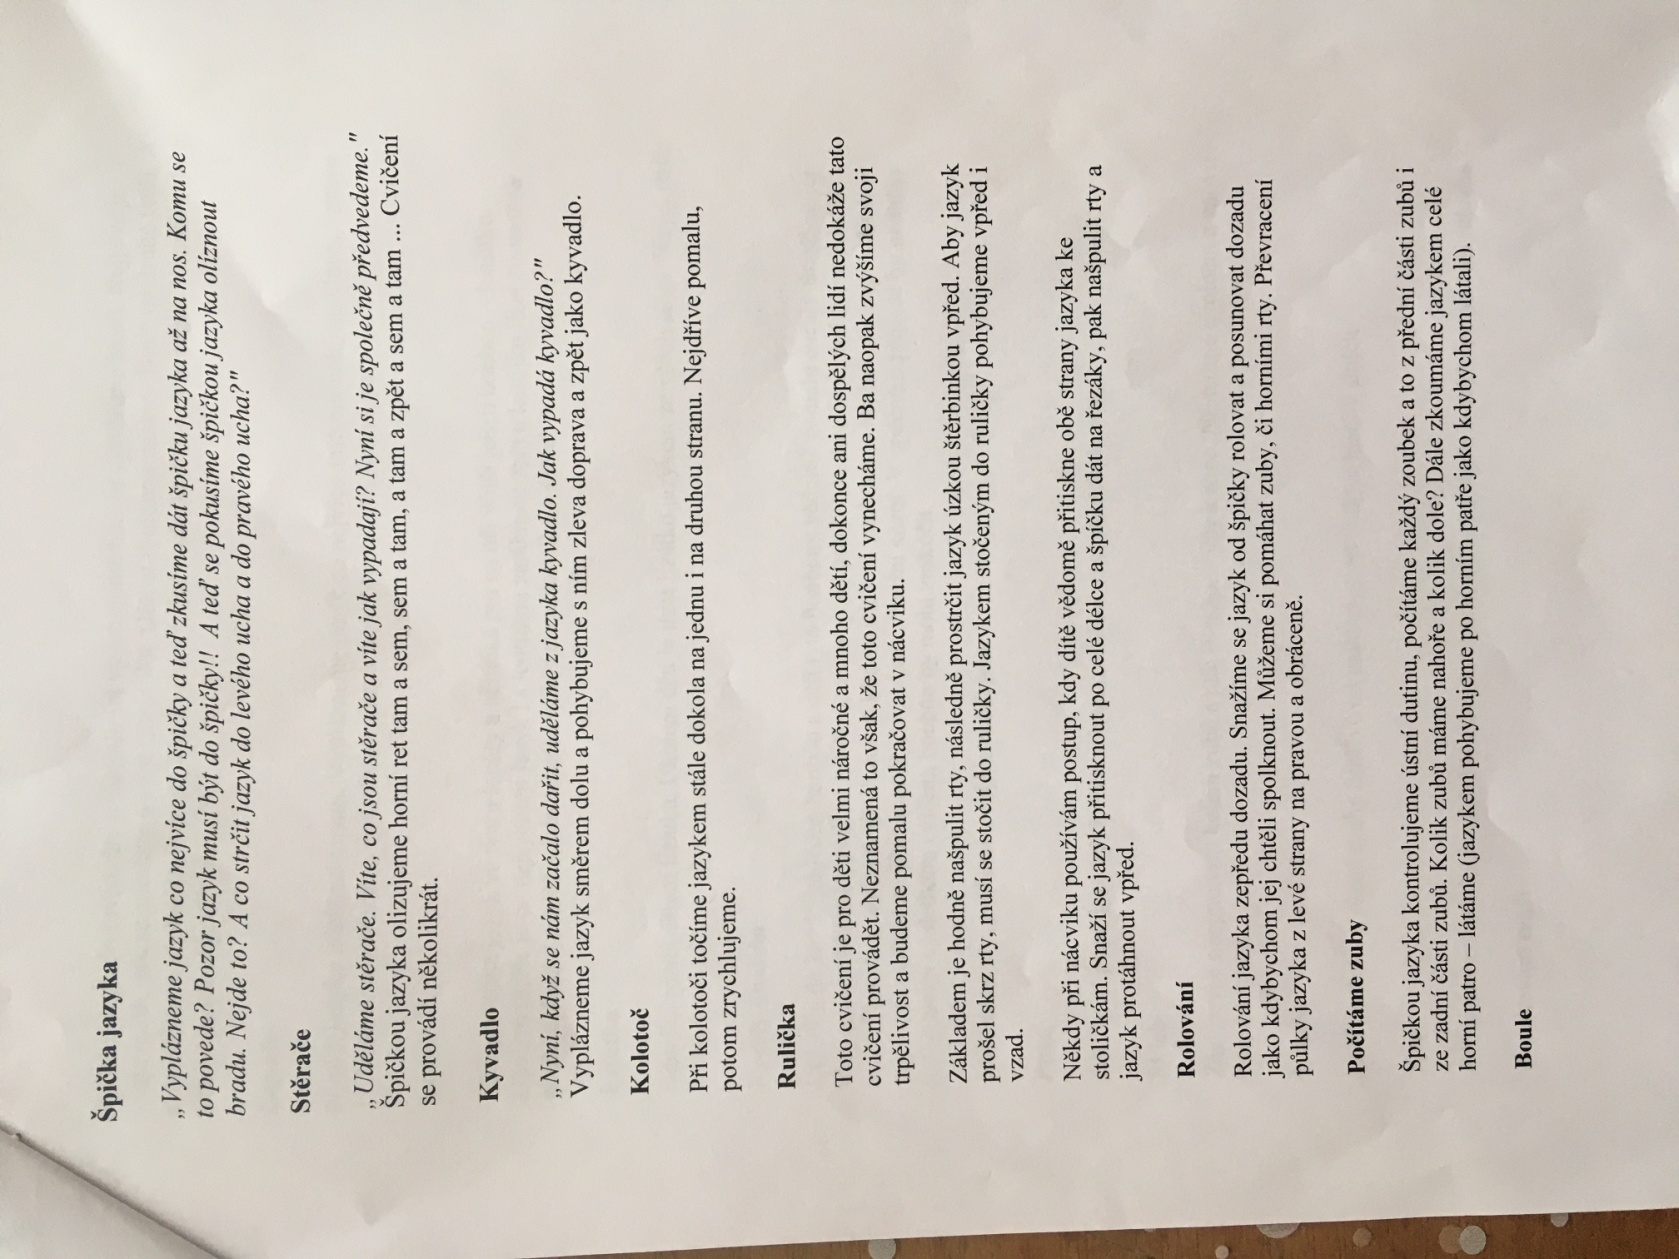 Špička jazyka
„Vyplázneme jazyk co nejvíce do špičky a teď zkusíme dát špičku jazyka až na nos. Komu se
to povede? Pozor jazyk musí být do špičky!! A teď se pokusíme špičkou jazyka olíznout
bradu. Nejde to? A co strčit jazyk do levého ucha a do pravého ucha?"
Stěrače
„Uděláme stěrače. Víte, co jsou stěrače a víte jak vypadají? Nyní si je společně předvedeme."
Špičkou jazyka olizujeme horní ret tam a sem, sem a tam, a tam a zpět a sem a tam ... Cvičení
se provádí několikrát.
Kyvadlo
„Nyní, když se nám začalo dařit, uděláme z jazyka kyvadlo. Jak vypadá kyvadlo?"
Vyplázneme jazyk směrem dolu a pohybujeme s ním zleva doprava a zpět jako kyvadlo.
Kolotoč
Při kolotoči točíme jazykem stále dokola na jednu i na druhou stranu. Nejdříve pomalu,
potom zrychlujeme.
Rulička
Toto cvičení je pro děti velmi náročné a mnoho dětí, dokonce ani dospělých lidí nedokáže tato
cvičení provádět. Neznamená to však, že toto cvičení vynecháme. Ba naopak zvýšíme svoji
trpělivost a budeme pomalu pokračovat v nácviku.
Základem je hodně našpulit rty, následně prostrčit jazyk úzkou štěrbinkou vpřed. Aby jazyk
prošel skrz rty, musí se stočit do ruličky. Jazykem stočeným do ruličky pohybujeme vpřed i
vzad.
Někdy při nácviku používám postup, kdy dítě vědomě přitiskne obě strany jazyka ke
stoličkám. Snaží se jazyk přitisknout po celé délce a špíčku dát na řezáky, pak našpulit rty a
jazyk protáhnout vpřed.
Rolování
Rolování jazyka zepředu dozadu. Snažíme se jazyk od špičky rolovat a posunovat dozadu
jako kdybychom jej chtěli spolknout. Můžeme si pomáhat zuby, či horními rty. Převracení
půlky jazyka z levé strany na pravou a obráceně.
Počítáme zuby
Špičkou jazyka kontrolujeme ústní dutinu, počítáme každý zoubek a to z přední části zubů i
ze zadní části zubů. Kolik zubů máme nahoře a kolik dole? Dále zkoumáme jazykem celé
horní patro – látáme (jazykem pohybujeme po horním patře jako kdybychom látali).
Boule